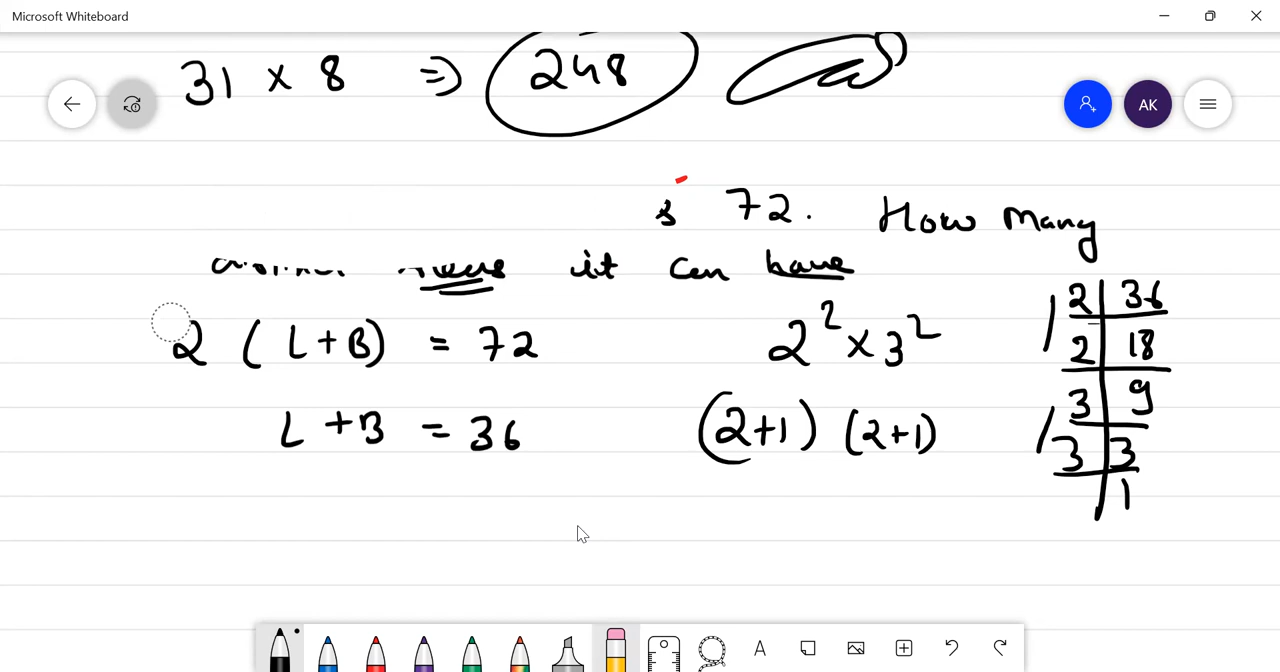 Microsoft Whiteboard
31 x 8 ⇒ 248
AK
72. How many
it can have
2 (L+B) = 72
L+B = 36
2² x 3²
(2+1) (2+1)
2 | 36
2 | 18
3 | 9
3 | 3
| 1
A